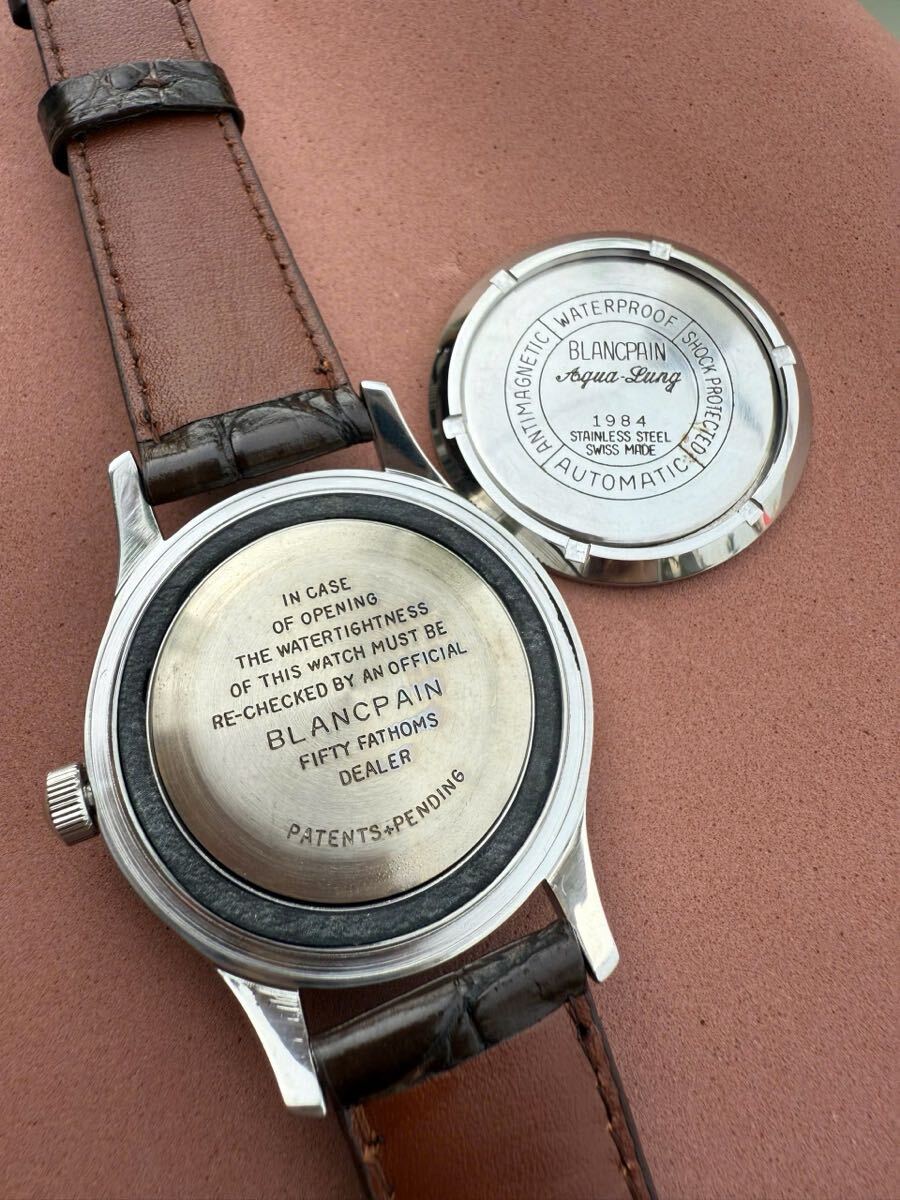 WATERPROOF
SHOCK PROTECTED
AUTOMATIC
ANTIMAGNETIC
BLANCPAIN
Aqua-Lung
1984
STAINLESS STEEL
SWISS MADE
IN CASE
OF OPENING
THE WATERTIGHTNESS
OF THIS WATCH MUST BE
RE-CHECKED BY AN OFFICIAL
BLANCPAIN
FIFTY FATHOMS
DEALER
PATENTS+PENDING